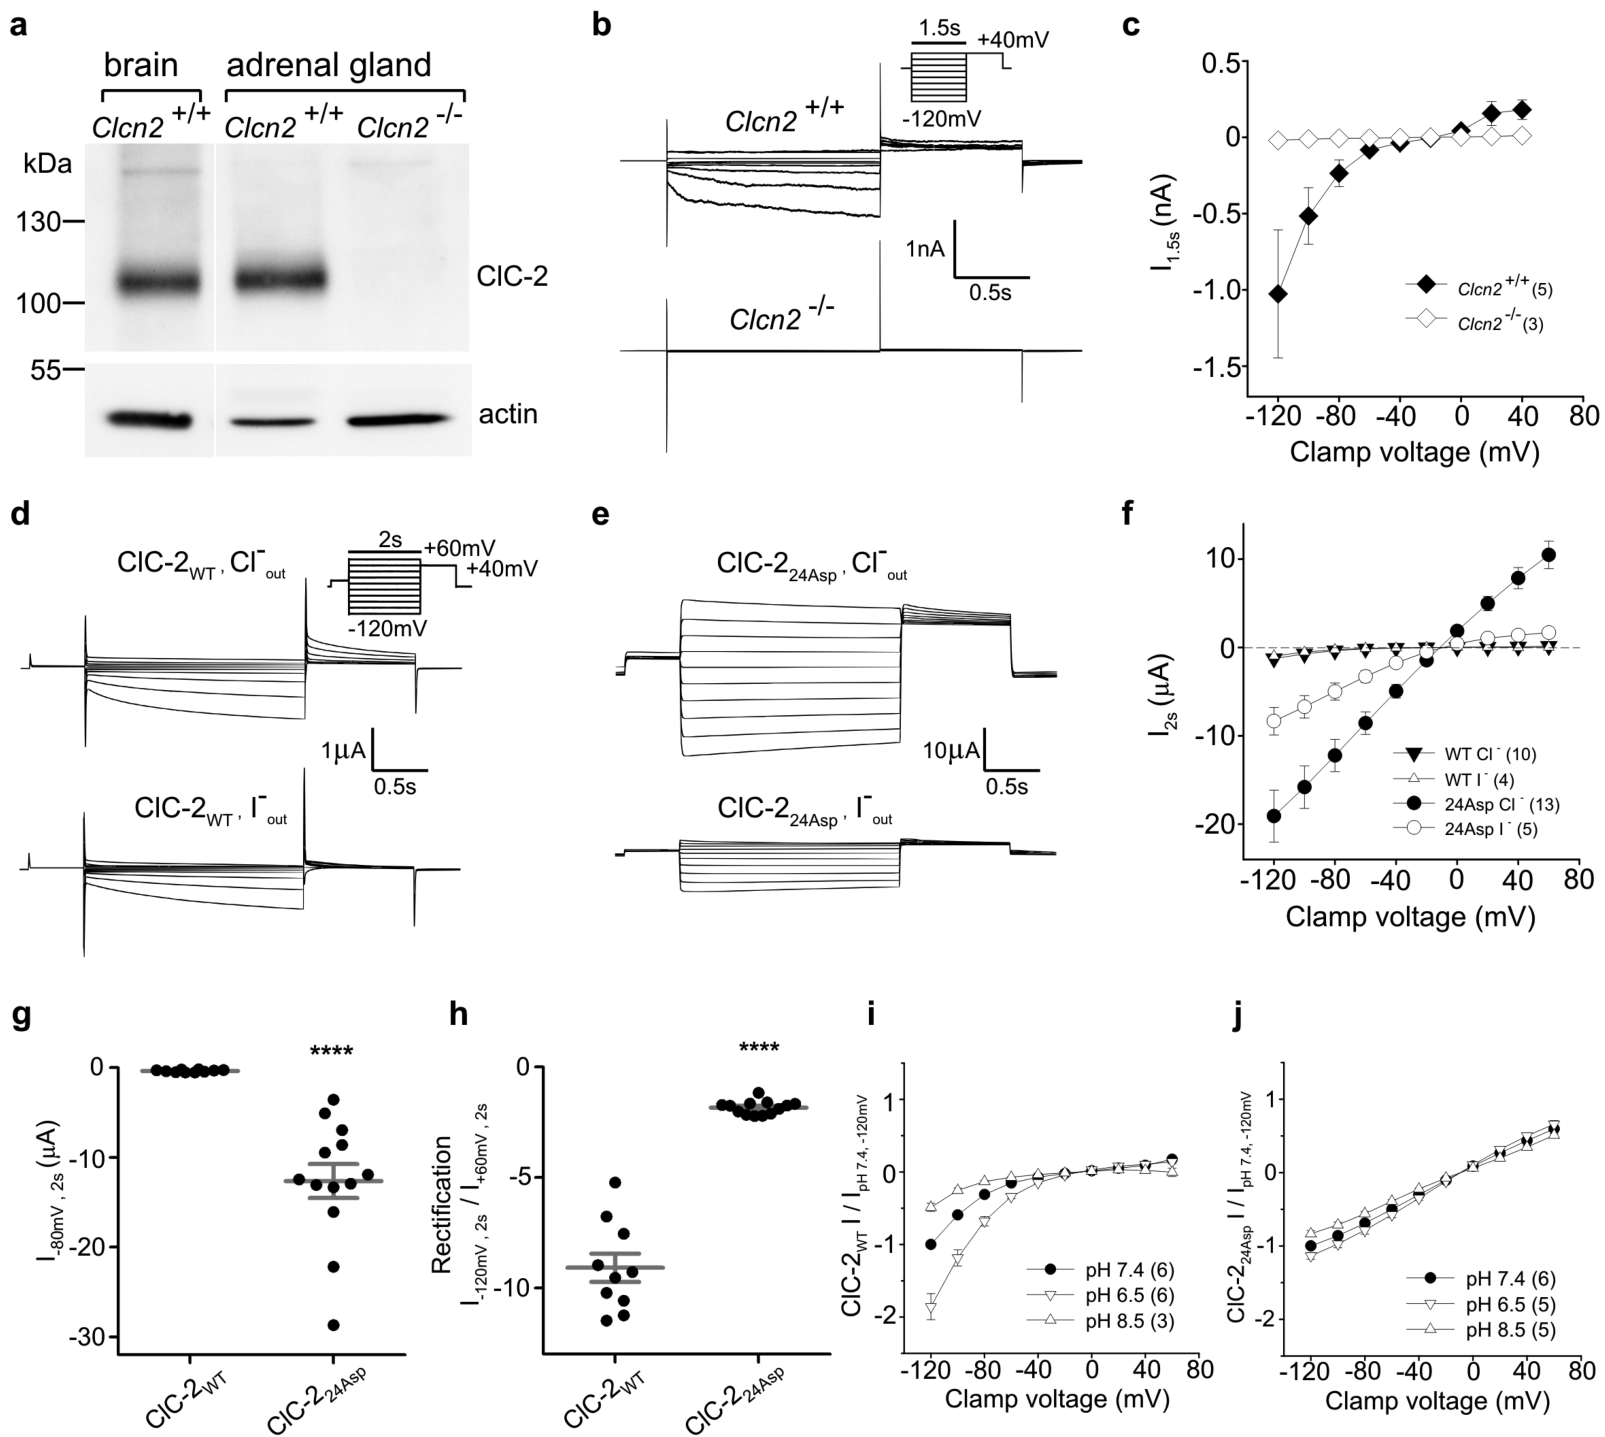 a
brain
adrenal gland
Clcn2 +/+
Clcn2 +/+
Clcn2 -/-
kDa
130
100
55
ClC-2
actin
b
1.5s
+40mV
-120mV
Clcn2 +/+
1nA
0.5s
Clcn2 -/-
c
0.5
0
-0.5
-1.0
-1.5
I1.5s (nA)
Clcn2 +/+ (5)
Clcn2 -/- (3)
-120 -80 -40 0 40 80
Clamp voltage (mV)
d
ClC-2WT , Cl-out
2s
+60mV
+40mV
-120mV
1µA
0.5s
ClC-2WT , I-out
e
ClC-224Asp , Cl-out
10µA
0.5s
ClC-224Asp , I-out
f
10
0
-10
-20
I2s (µA)
WT Cl- (10)
WT I- (4)
24Asp Cl- (13)
24Asp I- (5)
-120 -80 -40 0 40 80
Clamp voltage (mV)
g
0
-10
-20
-30
I-80mV , 2s (µA)
****
ClC-2WT
ClC-224Asp
h
0
-5
-10
Rectification
I-120mV, 2s / I+60mV, 2s
****
ClC-2WT
ClC-224Asp
i
1
0
-1
-2
ClC-2WT I / IpH 7.4, -120mV
pH 7.4 (6)
pH 6.5 (6)
pH 8.5 (3)
-120 -80 -40 0 40 80
Clamp voltage (mV)
j
1
0
-1
-2
ClC-224Asp I / IpH 7.4, -120mV
pH 7.4 (6)
pH 6.5 (5)
pH 8.5 (5)
-120 -80 -40 0 40 80
Clamp voltage (mV)